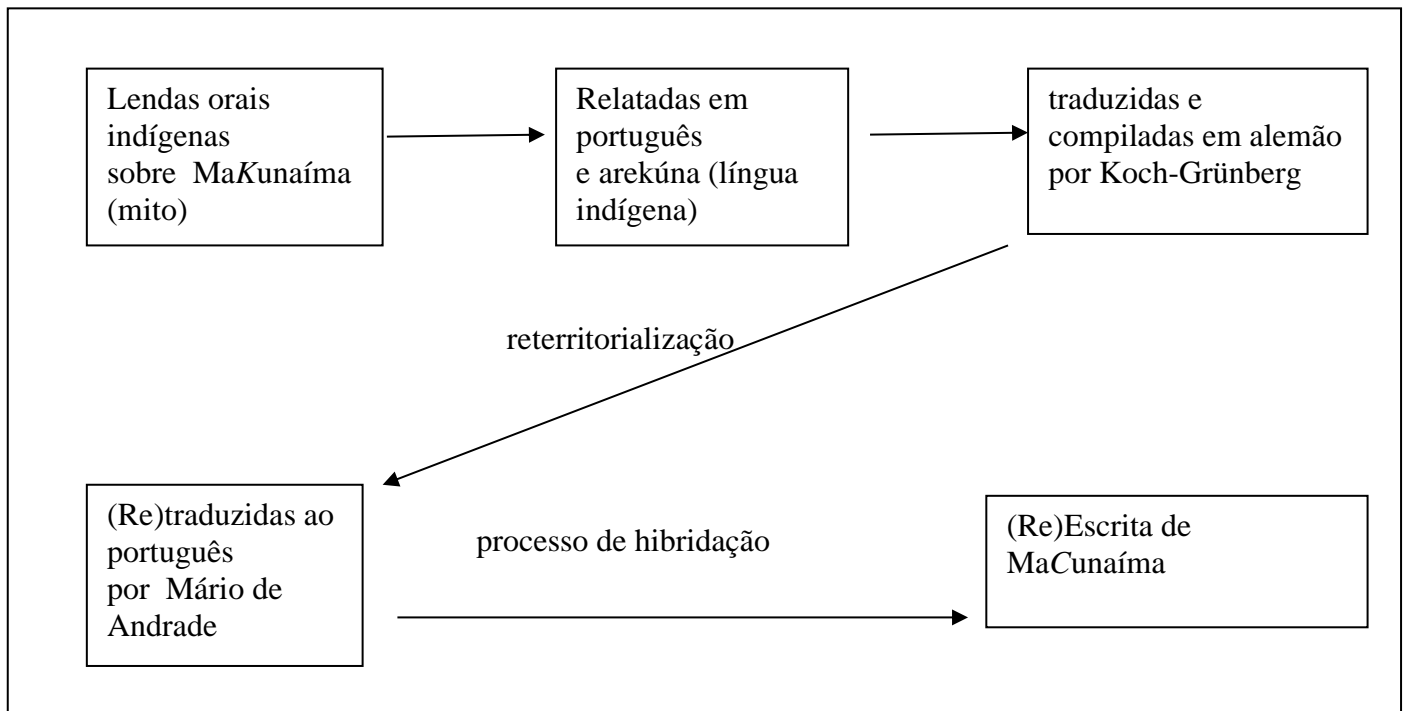 Lendas orais
indígenas
sobre MaKunaíma
(mito)
Relatadas em
português
e arekúna (língua
indígena)
traduzidas e
compiladas em alemão
por Koch-Grünberg
reterritorialização
(Re)traduzidas ao
português
por Mário de
Andrade
processo de hibridação
(Re)Escrita de
MaCunaíma